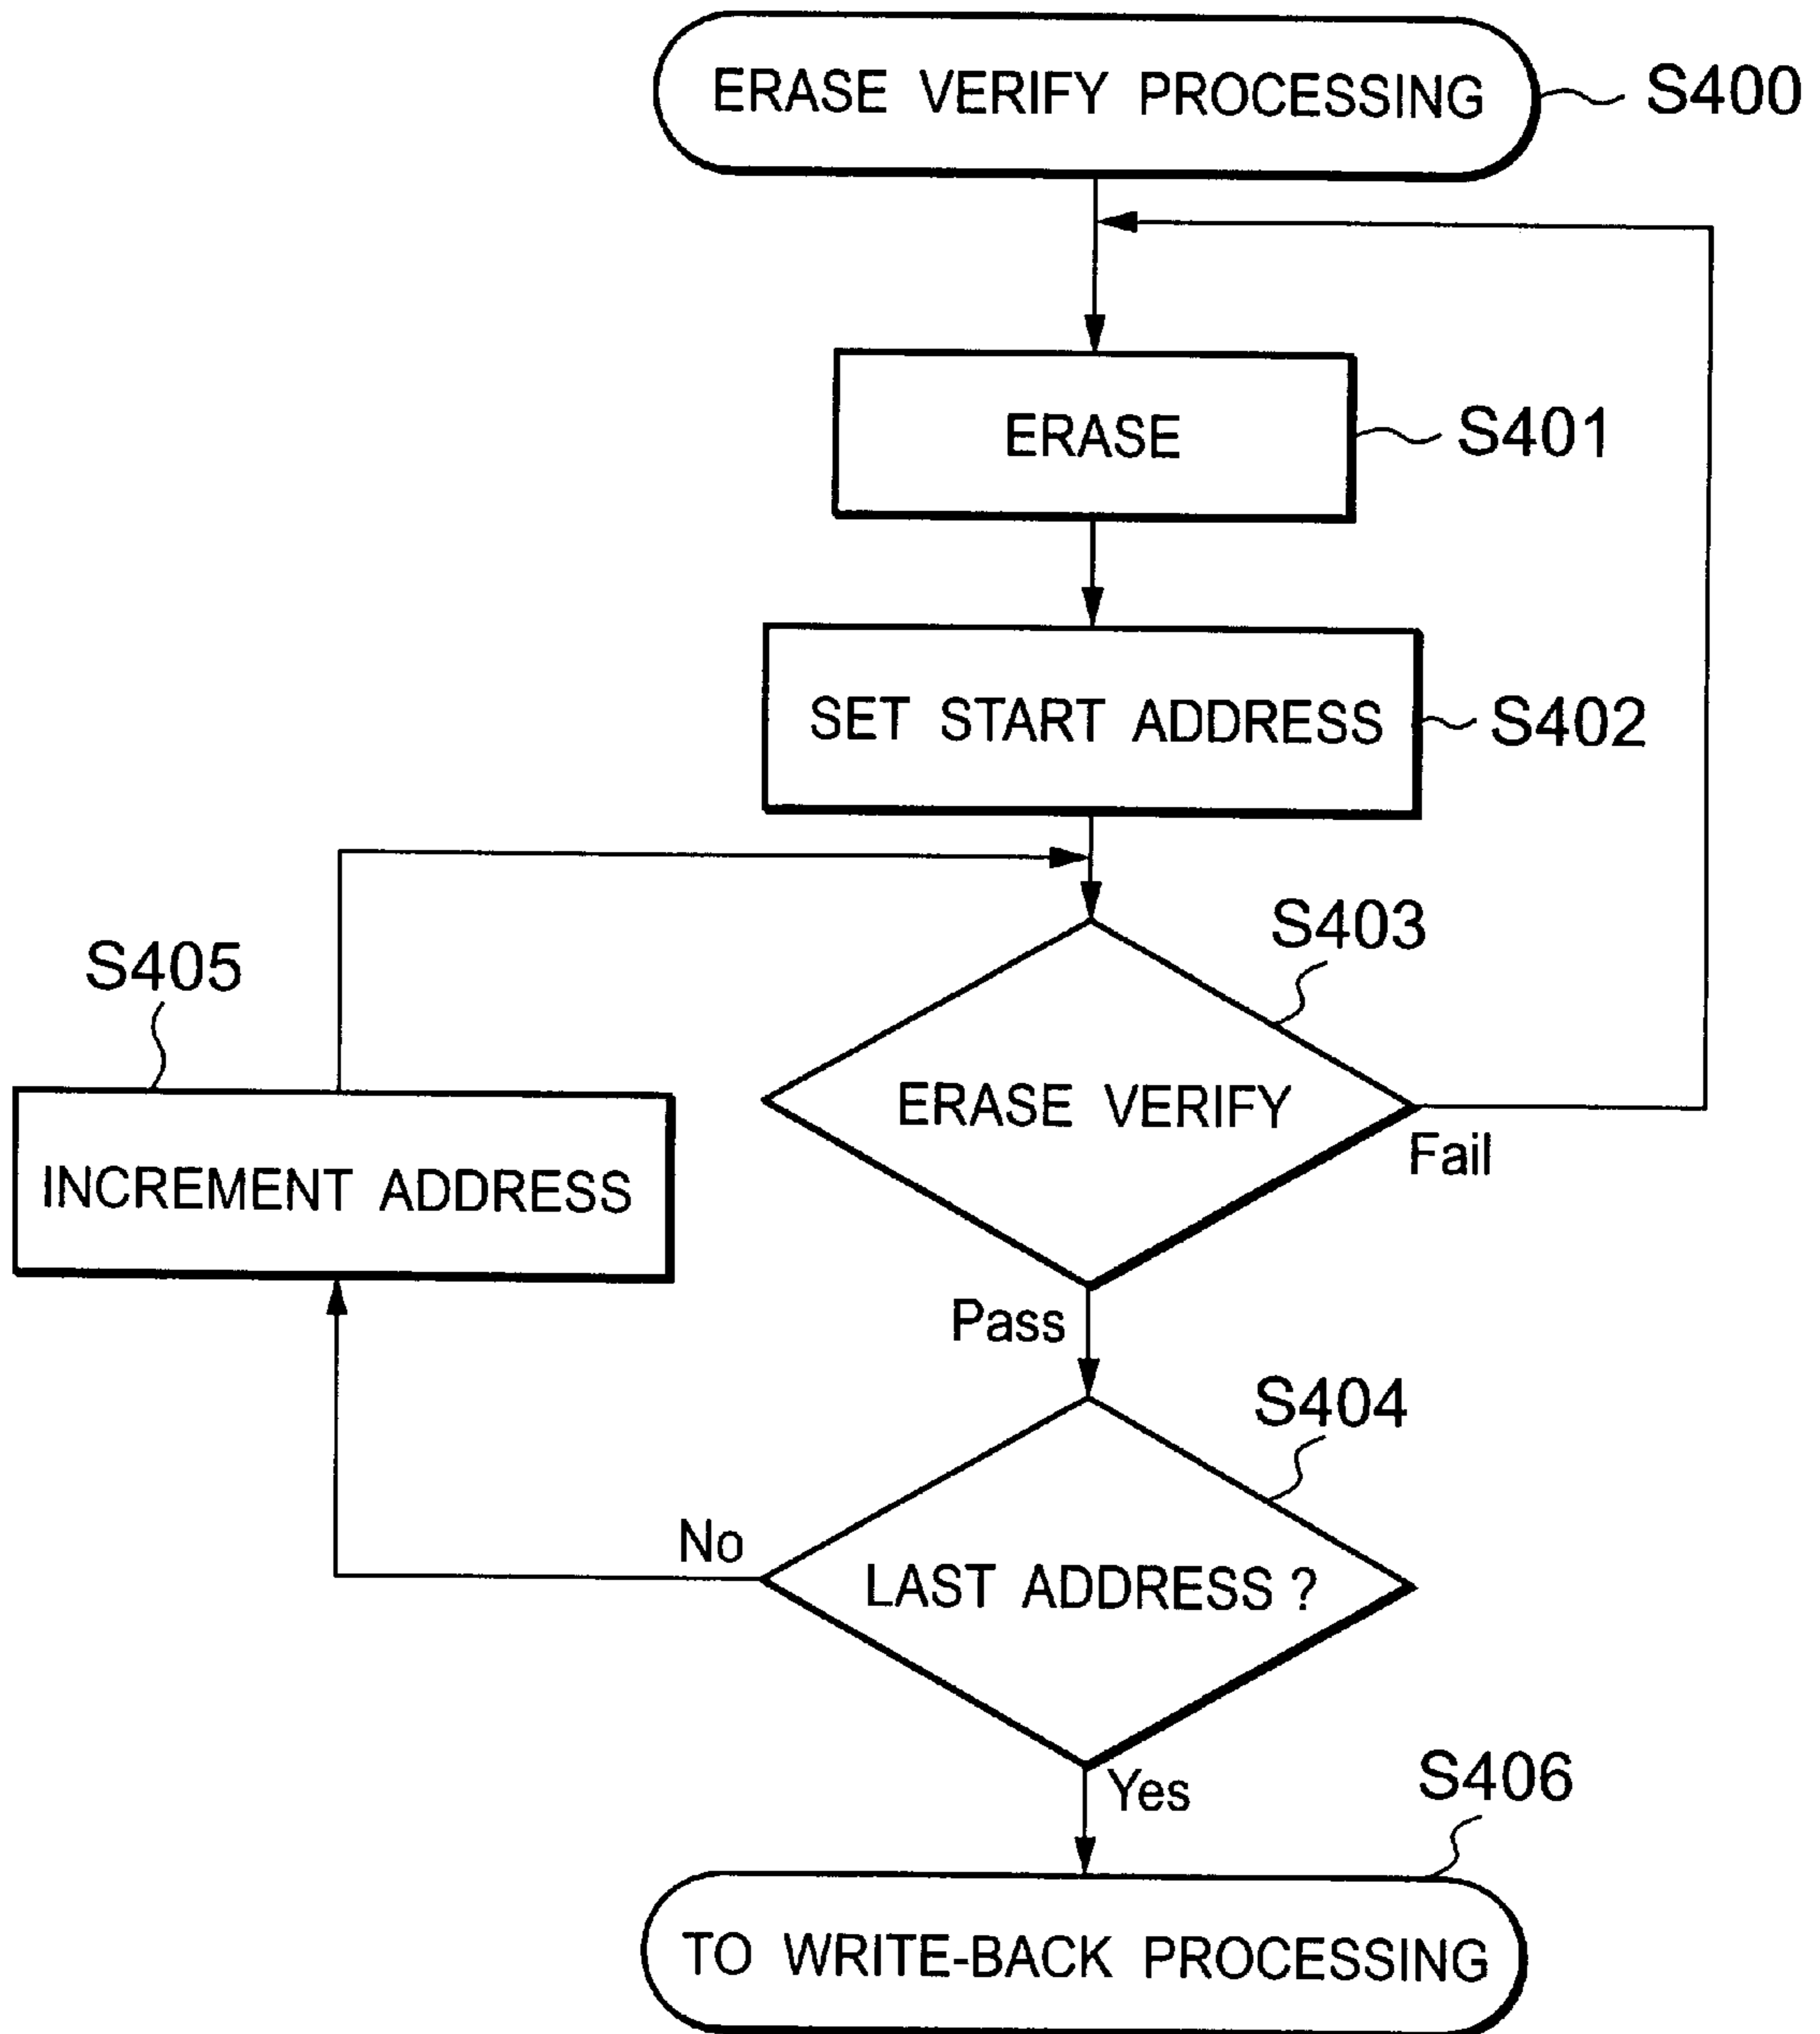 ERASE VERIFY PROCESSING
S400
ERASE
S401
SET START ADDRESS
S402
S403
S405
ERASE VERIFY
Fail
INCREMENT ADDRESS
Pass
S404
No
LAST ADDRESS ?
Yes
S406
TO WRITE-BACK PROCESSING